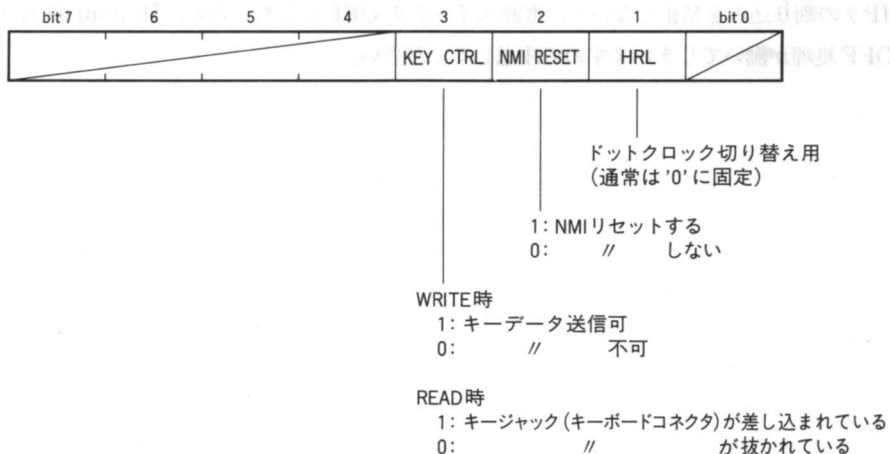 bit 7 6 5 4 3 2 1 bit 0
KEY CTRL NMI RESET HRL
ドットクロック切り替え用
(通常は'0'に固定)
1: NMIリセットする
0: 〃 しない
WRITE時
1: キーデータ送信可
0: 〃 不可
READ時
1: キージャック(キーボードコネクタ)が差し込まれている
0: 〃 が抜かれている